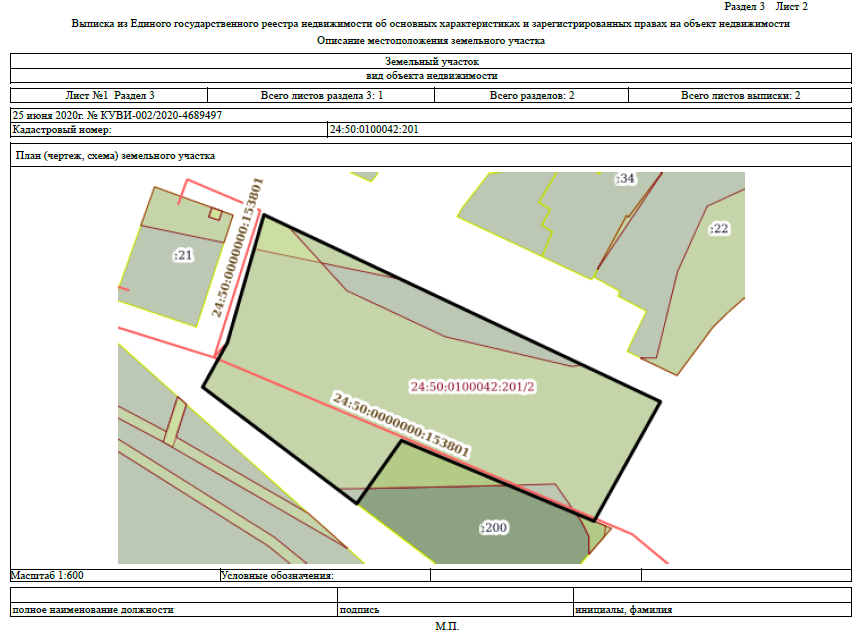 Раздел 3 Лист 2
Выписка из Единого государственного реестра недвижимости об основных характеристиках и зарегистрированных правах на объект недвижимости
Описание местоположения земельного участка
Земельный участок
вид объекта недвижимости
Лист №1 Раздел 3 Всего листов раздела 3: 1 Всего разделов: 2 Всего листов выписки: 2
25 июня 2020г. № КУВИ-002/2020-4689497
Кадастровый номер: 24:50:0100042:201
План (чертеж, схема) земельного участка
:34
:22
:21
24:50:0000000:153801
24:50:0100042:201/2
24:50:0000000:153801
:200
Масштаб 1:600 Условные обозначения:
полное наименование должности подпись инициалы, фамилия
М.П.